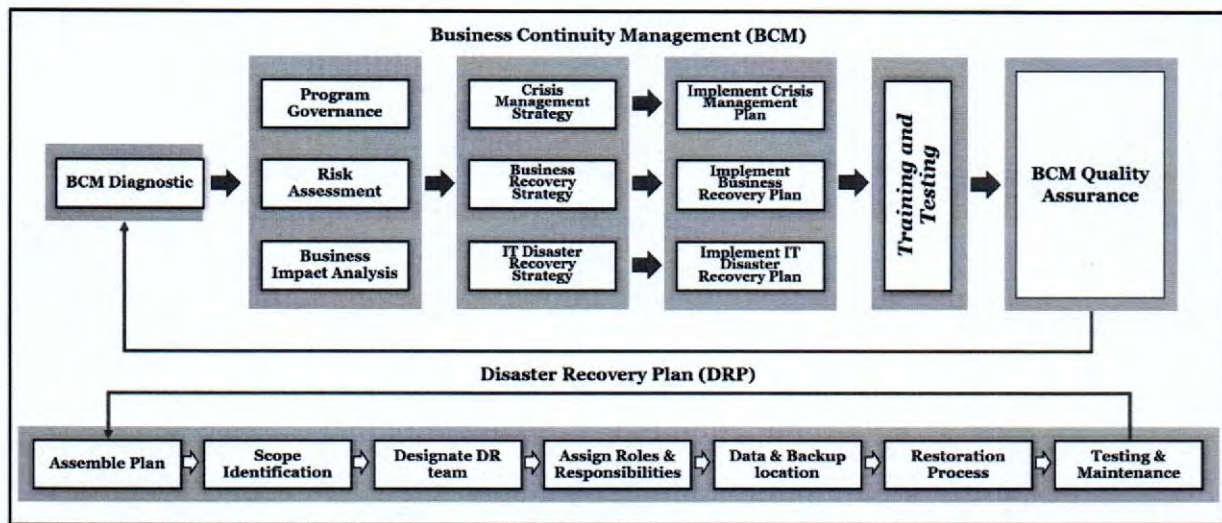 Business Continuity Management (BCM)
BCM Diagnostic
Program
Governance
Risk
Assessment
Business
Impact Analysis
Crisis
Management
Strategy
Business
Recovery
Strategy
IT Disaster
Recovery
Strategy
Implement Crisis
Management
Plan
Implement
Business
Recovery Plan
Implement IT
Disaster
Recovery Plan
Training and
Testing
BCM Quality
Assurance
Disaster Recovery Plan (DRP)
Assemble Plan
Scope
Identification
Designate DR
team
Assign Roles &
Responsibilities
Data & Backup
location
Restoration
Process
Testing &
Maintenance